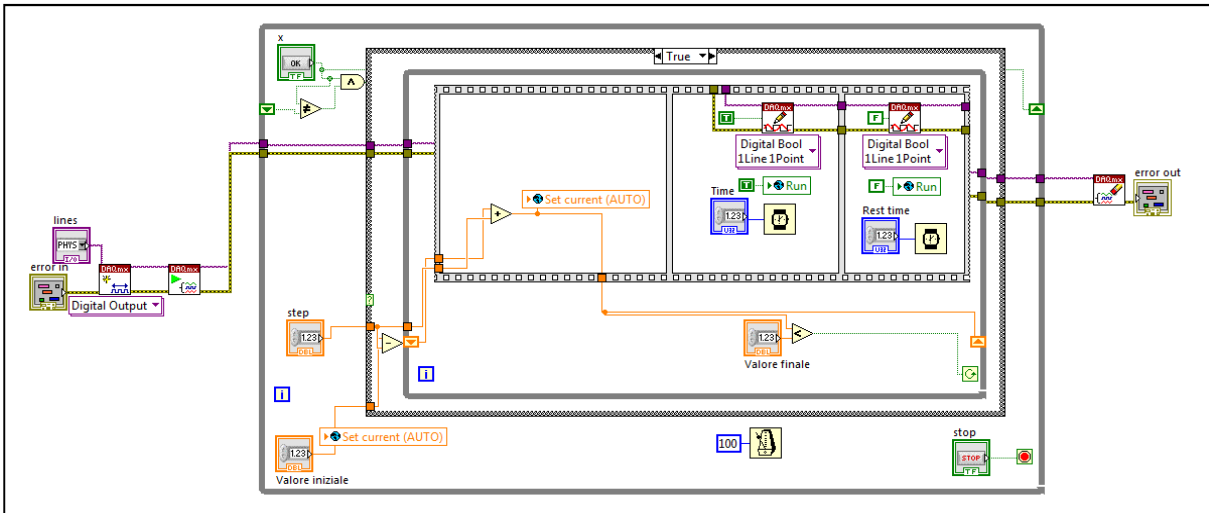 x
OK
TF
True
DAQmx
DAQmx
T
F
Digital Bool
1Line 1Point
Digital Bool
1Line 1Point
T
Run
F
Run
Time
1.23
Rest time
1.23
Set current (AUTO)
lines
PHYS
I/O
error in
DAQmx
DAQmx
Digital Output
DAQmx
error out
step
1.23
DBL
1.23
DBL
Valore finale
i
i
Set current (AUTO)
1.23
DBL
Valore iniziale
100
stop
STOP
TF